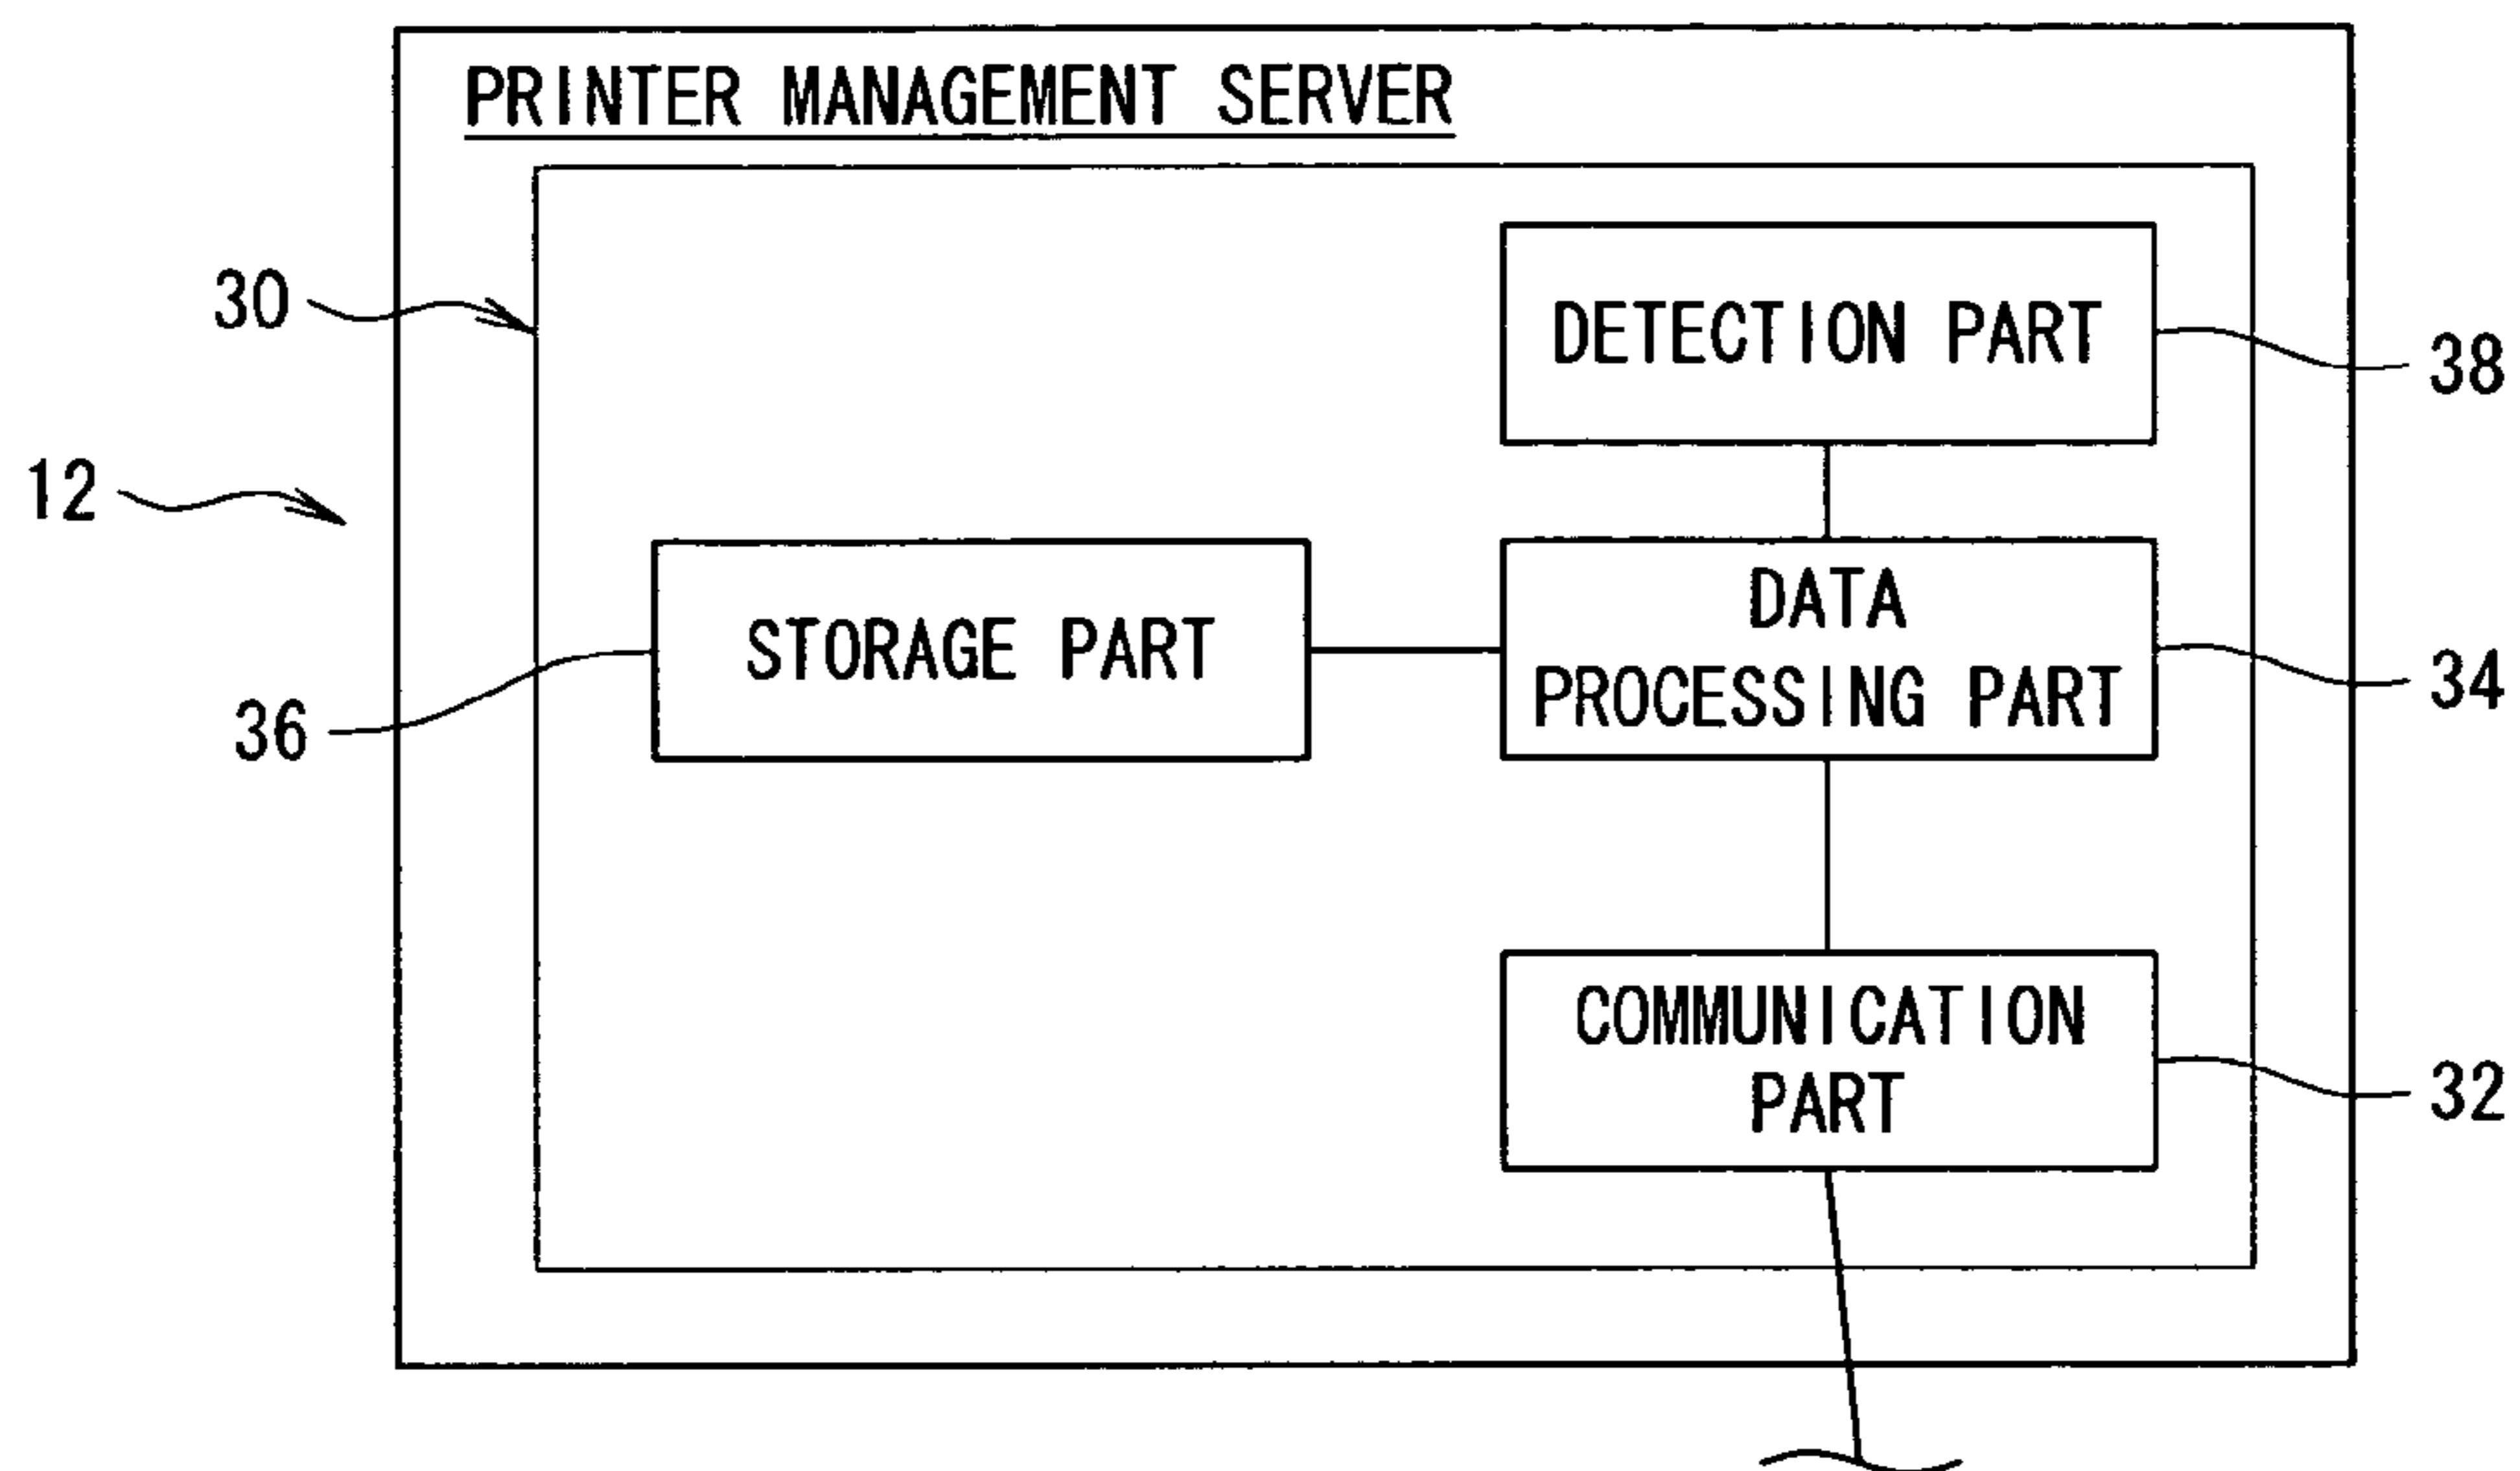 PRINTER MANAGEMENT SERVER
30
DETECTION PART
38
12
STORAGE PART
DATA
PROCESSING PART
34
36
COMMUNICATION
PART
32